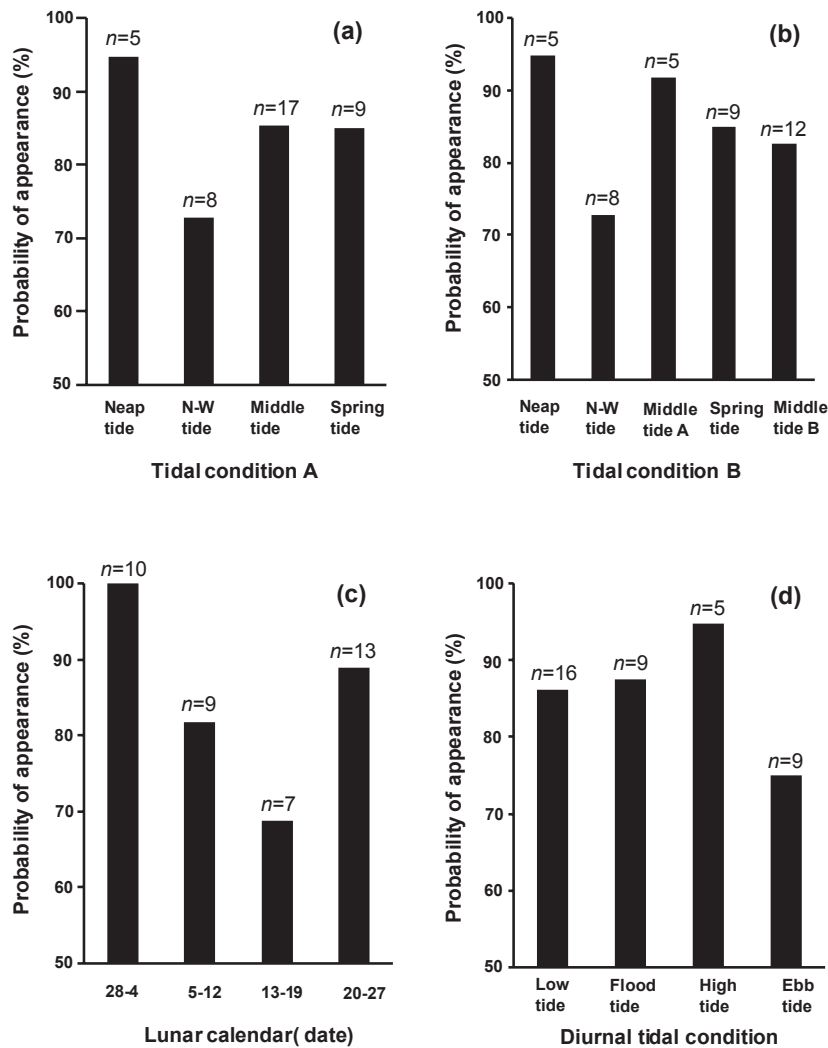 (a)
Probability of appearance (%)
100
90
80
70
60
50
n=5
n=8
n=17
n=9
Neap tide
N-W tide
Middle tide
Spring tide
Tidal condition A
(b)
Probability of appearance (%)
100
90
80
70
60
50
n=5
n=8
n=5
n=9
n=12
Neap tide
N-W tide
Middle tide A
Spring tide
Middle tide B
Tidal condition B
(c)
Probability of appearance (%)
100
90
80
70
60
50
n=10
n=9
n=7
n=13
28-4
5-12
13-19
20-27
Lunar calendar( date)
(d)
Probability of appearance (%)
100
90
80
70
60
50
n=16
n=9
n=5
n=9
Low tide
Flood tide
High tide
Ebb tide
Diurnal tidal condition